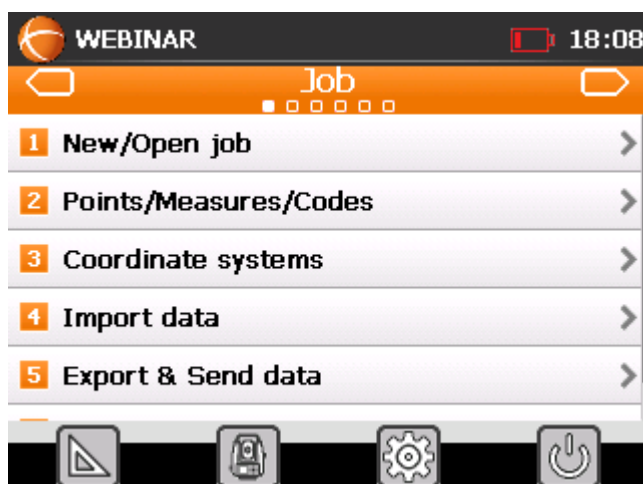 WEBINAR 18:08
Job
1 New/Open job
2 Points/Measures/Codes
3 Coordinate systems
4 Import data
5 Export & Send data